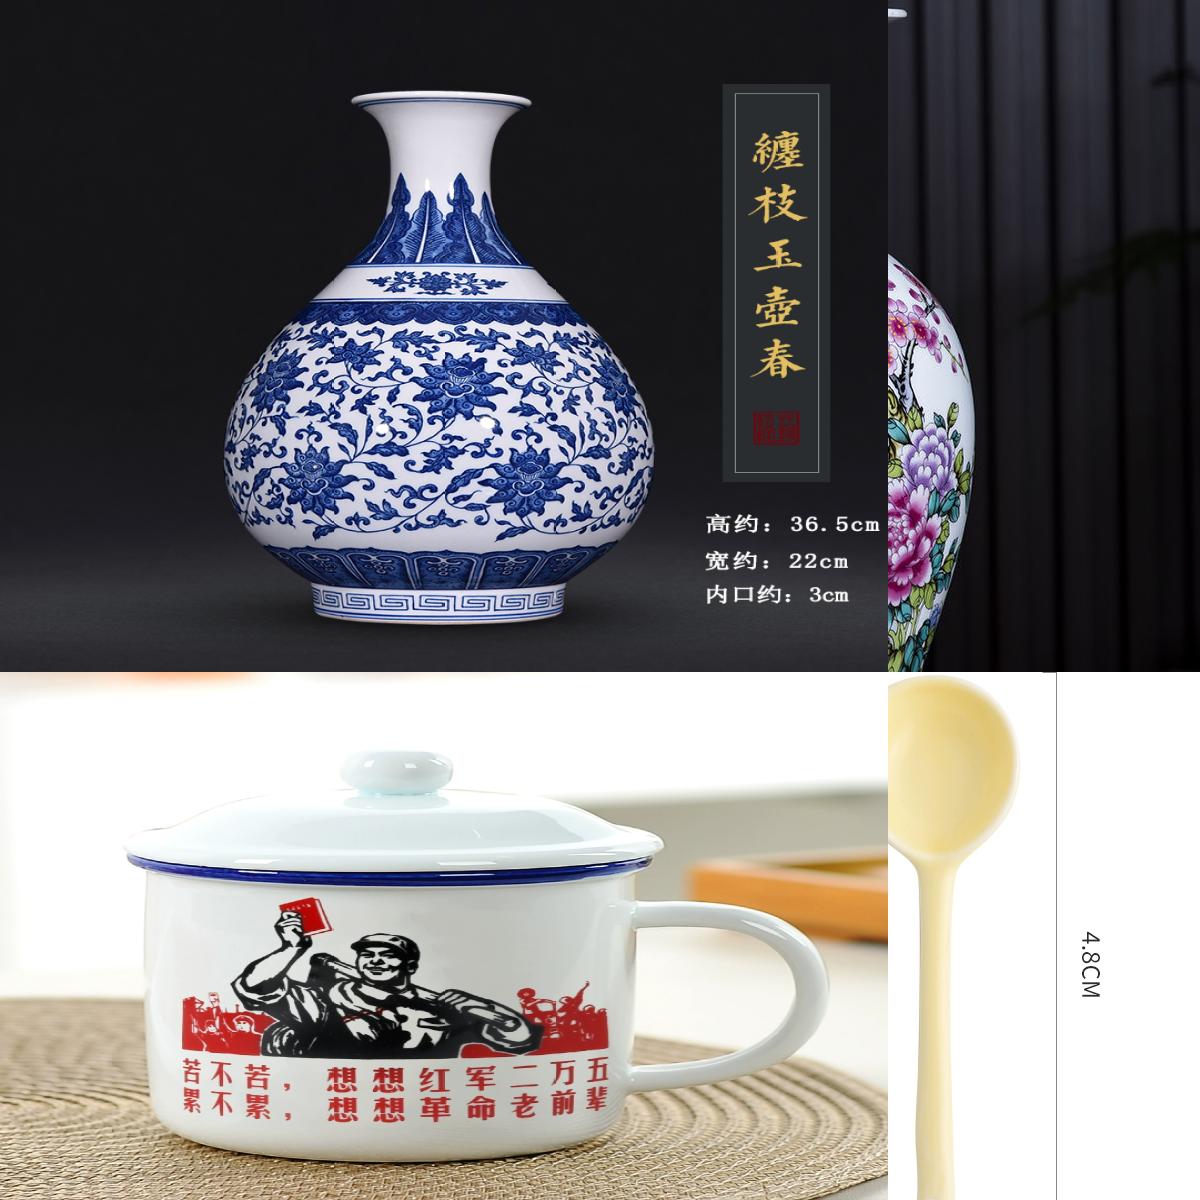 纏枝玉壺春
高约：36.5cm
宽约：22cm
内口约：3cm
苦不苦，想想红军二万五
累不累，想想革命老前辈
4.8CM